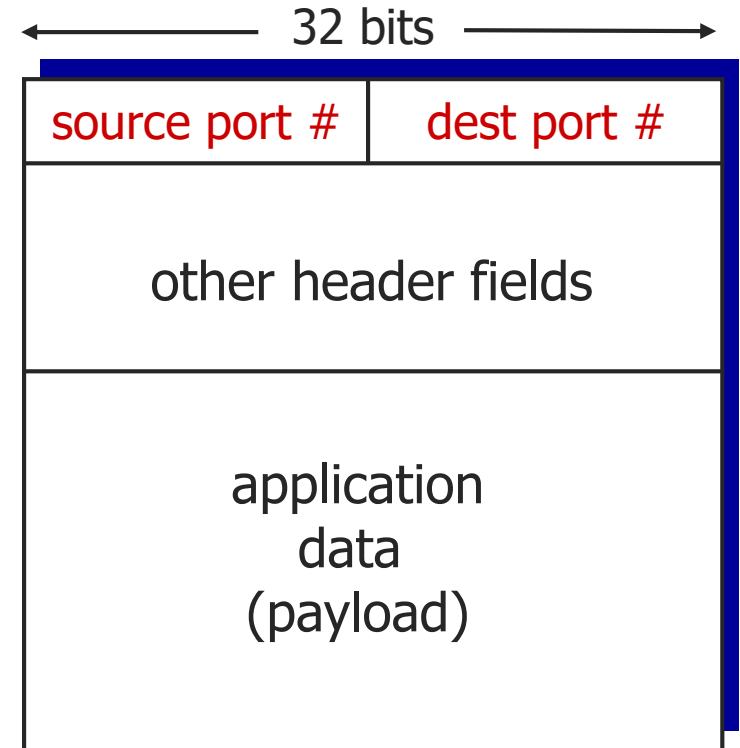 32 bits
source port # dest port #
other header fields
application
data
(payload)